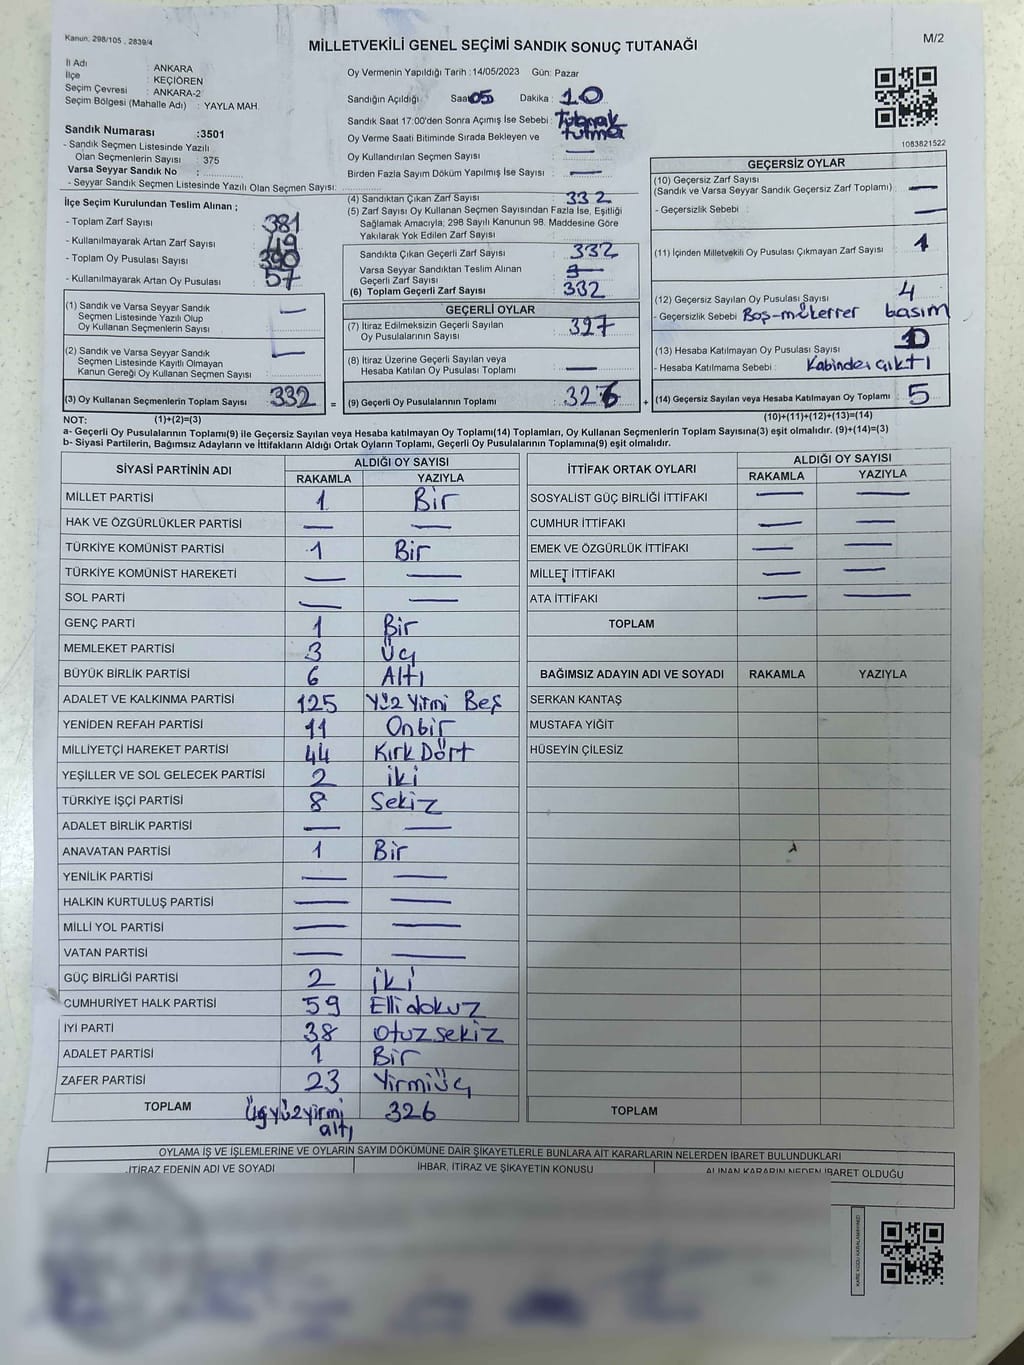 Kanun; 298/105 , 2839/4
M/2
MİLLETVEKİLİ GENEL SEÇİMİ SANDIK SONUÇ TUTANAĞI
İl Adı : ANKARA
İlçe : KEÇİÖREN
Seçim Çevresi : ANKARA-2
Seçim Bölgesi (Mahalle Adı) : YAYLA MAH.
Sandık Numarası :3501
- Sandık Seçmen Listesinde Yazılı
Olan Seçmenlerin Sayısı : 375
Varsa Seyyar Sandık No :
- Seyyar Sandık Seçmen Listesinde Yazılı Olan Seçmen Sayısı:
Oy Vermenin Yapıldığı Tarih :14/05/2023 Gün: Pazar
Sandığın Açıldığı Saat 05 Dakika : 10
Sandık Saat 17:00'den Sonra Açımış İse Sebebi : Tutanak
Oy Verme Saati Bitiminde Sırada Bekleyen ve tutma
Oy Kullandırılan Seçmen Sayısı —
Birden Fazla Sayım Döküm Yapılmış İse Sayısı : —
1083821522
İlçe Seçim Kurulundan Teslim Alınan ;
- Toplam Zarf Sayısı : 381
- Kullanılmayarak Artan Zarf Sayısı : 49
- Toplam Oy Pusulası Sayısı : 390
- Kullanılmayarak Artan Oy Pusulası : 57
(1) Sandık ve Varsa Seyyar Sandık
Seçmen Listesinde Yazılı Olup
Oy Kullanan Seçmenlerin Sayısı : —
(2) Sandık ve Varsa Seyyar Sandık
Seçmen Listesinde Kayıtlı Olmayan
Kanun Gereği Oy Kullanan Seçmen Sayısı : —
(3) Oy Kullanan Seçmenlerin Toplam Sayısı : 332 =
(4) Sandıktan Çıkan Zarf Sayısı : 332
(5) Zarf Sayısı Oy Kullanan Seçmen Sayısından Fazla İse, Eşitliği
Sağlamak Amacıyla; 298 Sayılı Kanunun 98. Maddesine Göre
Yakılarak Yok Edilen Zarf Sayısı :
Sandıkta Çıkan Geçerli Zarf Sayısı : 332
Varsa Seyyar Sandıktan Teslim Alınan
Geçerli Zarf Sayısı :
(6) Toplam Geçerli Zarf Sayısı : 332
GEÇERLİ OYLAR
(7) İtiraz Edilmeksizin Geçerli Sayılan
Oy Pusulalarının Sayısı : 327
(8) İtiraz Üzerine Geçerli Sayılan veya
Hesaba Katılan Oy Pusulası Toplamı : —
(9) Geçerli Oy Pusulalarının Toplamı : 326 +
GEÇERSİZ OYLAR
(10) Geçersiz Zarf Sayısı
(Sandık ve Varsa Seyyar Sandık Geçersiz Zarf Toplamı) : —
- Geçersizlik Sebebi : —
(11) İçinden Milletvekili Oy Pusulası Çıkmayan Zarf Sayısı : 1
(12) Geçersiz Sayılan Oy Pusulası Sayısı : 4
- Geçersizlik Sebebi : Boş-mükerrer basım
(13) Hesaba Katılmayan Oy Pusulası Sayısı :
- Hesaba Katılmama Sebebi : Kabinden çıktı
(14) Geçersiz Sayılan veya Hesaba Katılmayan Oy Toplamı : 5
NOT: (1)+(2)=(3)
(10)+(11)+(12)+(13)=(14)
a- Geçerli Oy Pusulalarının Toplamı(9) ile Geçersiz Sayılan veya Hesaba katılmayan Oy Toplamı(14) Toplamları, Oy Kullanan Seçmenlerin Toplam Sayısına(3) eşit olmalıdır. (9)+(14)=(3)
b- Siyasi Partilerin, Bağımsız Adayların ve İttifakların Aldığı Ortak Oyların Toplamı, Geçerli Oy Pusulalarının Toplamına(9) eşit olmalıdır.
SİYASİ PARTİNİN ADI ALDIĞI OY SAYISI
RAKAMLA YAZIYLA
MİLLET PARTİSİ 1 Bir
HAK VE ÖZGÜRLÜKLER PARTİSİ — —
TÜRKİYE KOMÜNİST PARTİSİ 1 Bir
TÜRKİYE KOMÜNİST HAREKETİ — —
SOL PARTİ — —
GENÇ PARTİ 1 Bir
MEMLEKET PARTİSİ 3 Üç
BÜYÜK BİRLİK PARTİSİ 6 Altı
ADALET VE KALKINMA PARTİSİ 125 Yüz Yirmi Beş
YENİDEN REFAH PARTİSİ 11 Onbir
MİLLİYETÇİ HAREKET PARTİSİ 44 Kırk Dört
YEŞİLLER VE SOL GELECEK PARTİSİ 2 iki
TÜRKİYE İŞÇİ PARTİSİ 8 Sekiz
ADALET BİRLİK PARTİSİ — —
ANAVATAN PARTİSİ 1 Bir
YENİLİK PARTİSİ — —
HALKIN KURTULUŞ PARTİSİ — —
MİLLİ YOL PARTİSİ — —
VATAN PARTİSİ — —
GÜÇ BİRLİĞİ PARTİSİ 2 iki
CUMHURİYET HALK PARTİSİ 59 Elli dokuz
İYİ PARTİ 38 otuz sekiz
ADALET PARTİSİ 1 Bir
ZAFER PARTİSİ 23 Yirmiüç
TOPLAM Üçyüzyirmi altı 326
İTTİFAK ORTAK OYLARI ALDIĞI OY SAYISI
RAKAMLA YAZIYLA
SOSYALİST GÜÇ BİRLİĞİ İTTİFAKI — —
CUMHUR İTTİFAKI — —
EMEK VE ÖZGÜRLÜK İTTİFAKI — —
MİLLET İTTİFAKI — —
ATA İTTİFAKI — —
TOPLAM
BAĞIMSIZ ADAYIN ADI VE SOYADI RAKAMLA YAZIYLA
SERKAN KANTAŞ
MUSTAFA YİĞİT
HÜSEYİN ÇİLESİZ
TOPLAM
OYLAMA İŞ VE İŞLEMLERİNE VE OYLARIN SAYIM DÖKÜMÜNE DAİR ŞİKAYETLERLE BUNLARA AİT KARARLARIN NELERDEN İBARET BULUNDUKLARI
İTİRAZ EDENİN ADI VE SOYADI İHBAR, İTİRAZ VE ŞİKAYETİN KONUSU ALINAN KARARIN NEDEN İBARET OLDUĞU
KARE KODU KARALAMAYINIZ!